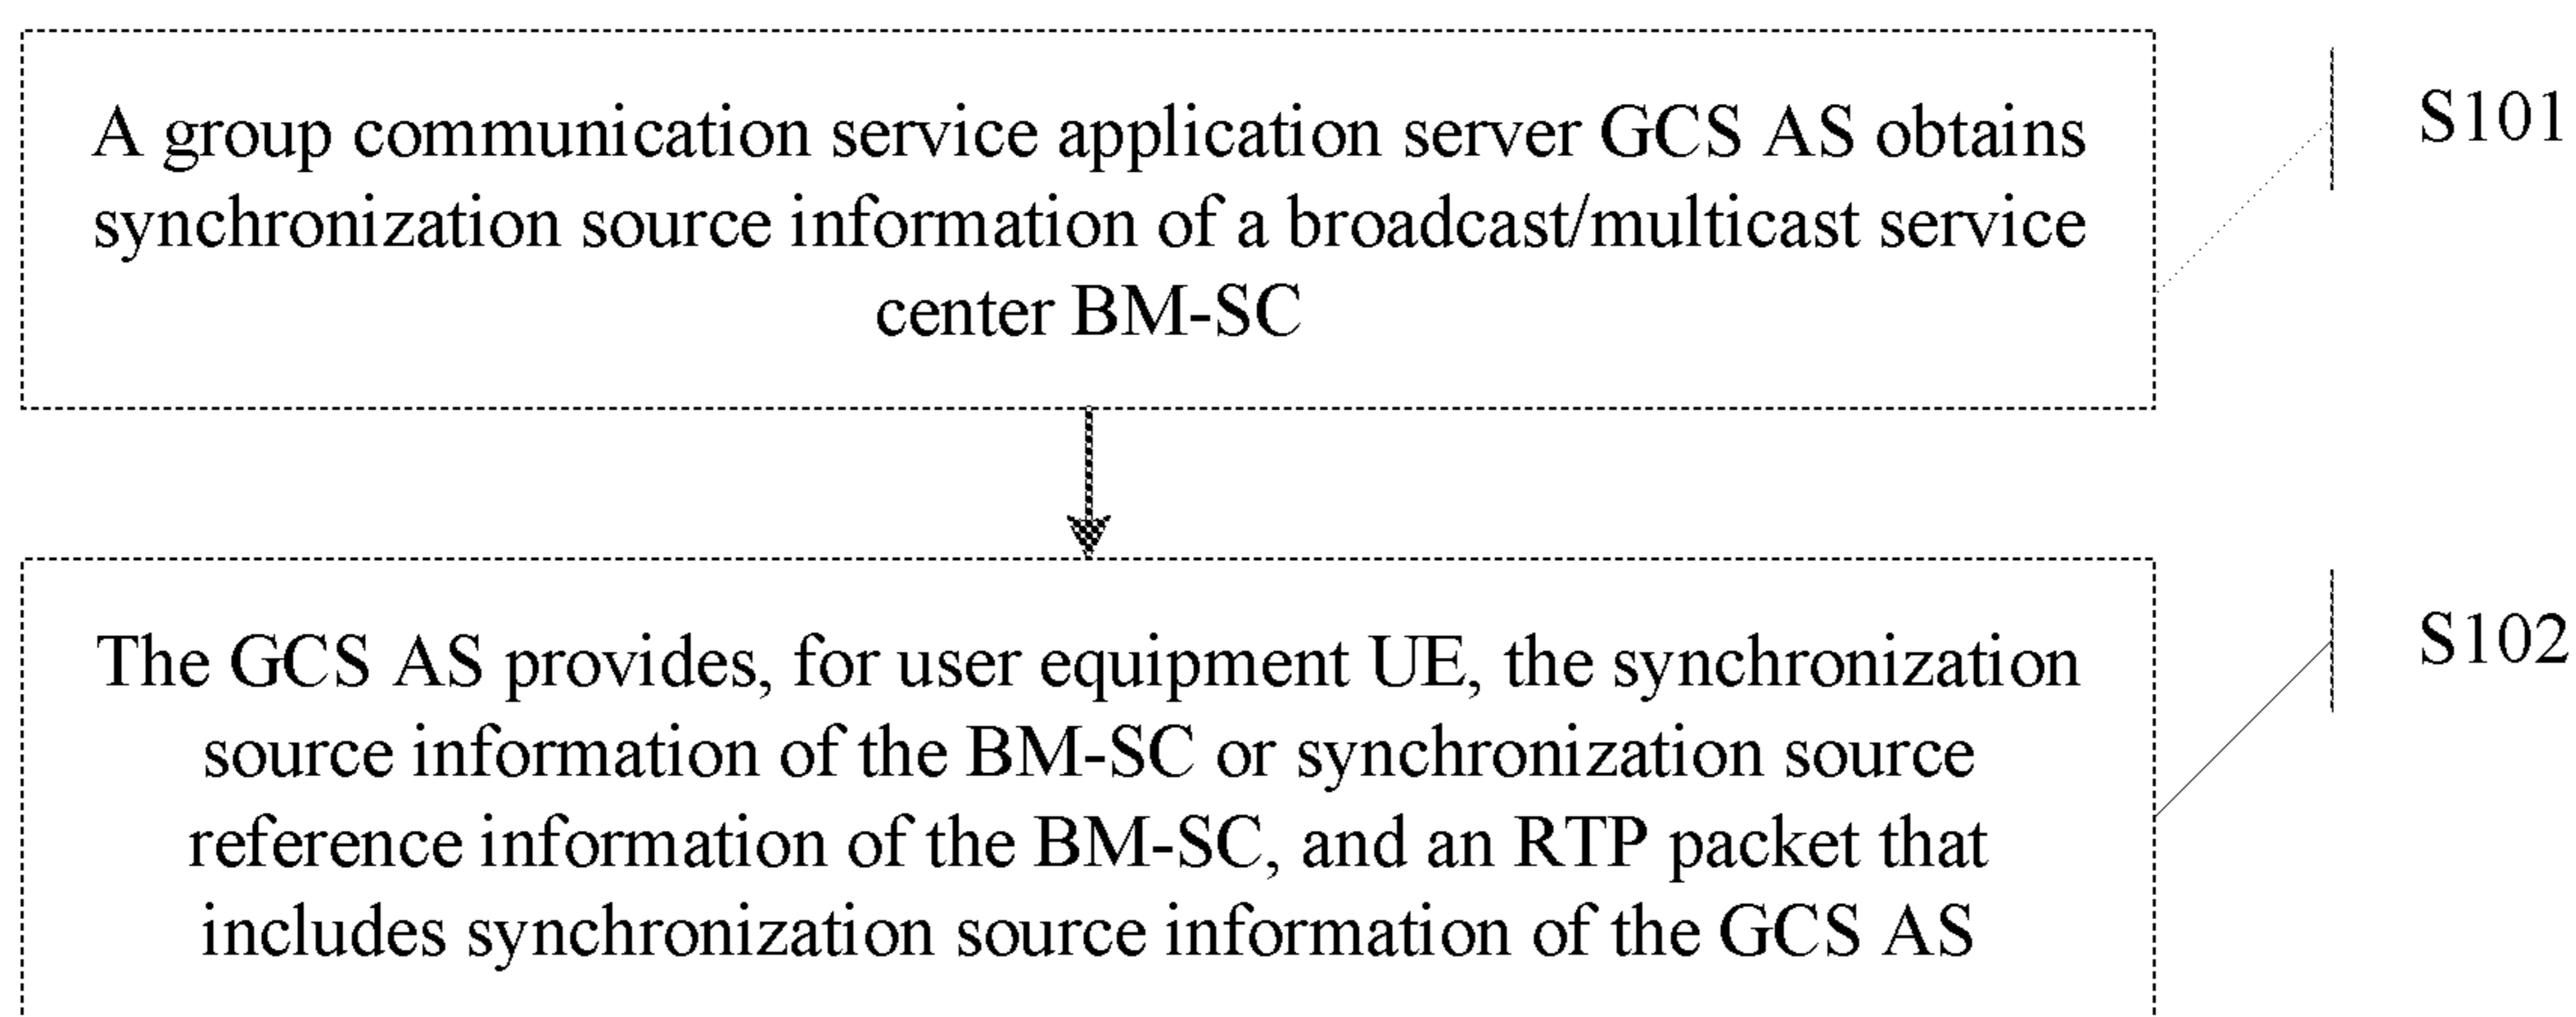 A group communication service application server GCS AS obtains
synchronization source information of a broadcast/multicast service
center BM-SC
S101
The GCS AS provides, for user equipment UE, the synchronization
source information of the BM-SC or synchronization source
reference information of the BM-SC, and an RTP packet that
includes synchronization source information of the GCS AS
S102